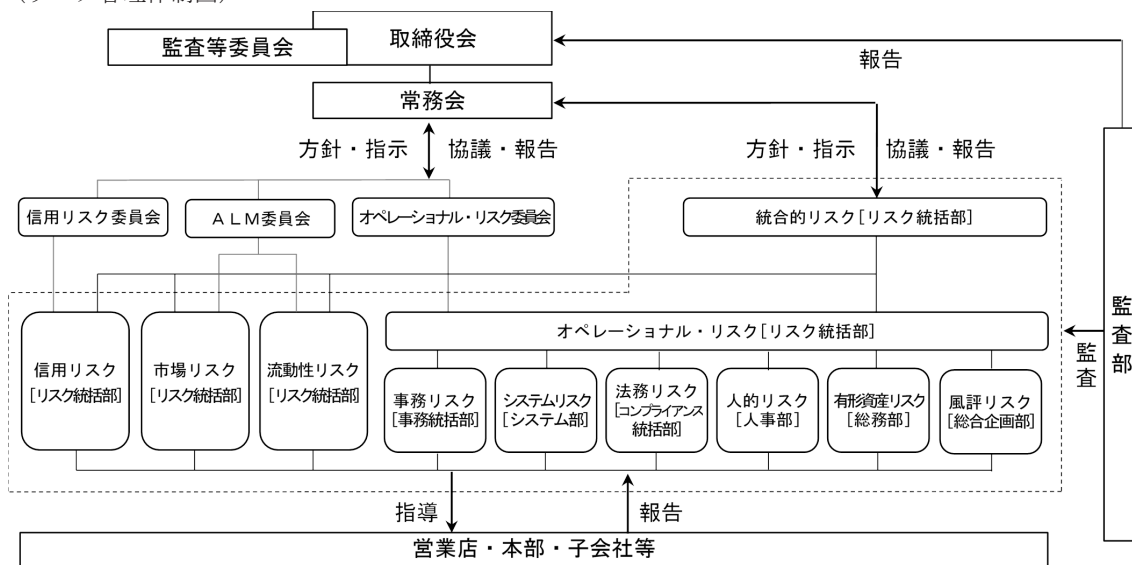 (リスク管理体制図)
監査等委員会
取締役会
報告
常務会
方針・指示
協議・報告
方針・指示
協議・報告
信用リスク委員会
ALM委員会
オペレーショナル・リスク委員会
統合的リスク[リスク統括部]
監査部
監査
オペレーショナル・リスク[リスク統括部]
信用リスク
[リスク統括部]
市場リスク
[リスク統括部]
流動性リスク
[リスク統括部]
事務リスク
[事務統括部]
システムリスク
[システム部]
法務リスク
[コンプライアンス
統括部]
人的リスク
[人事部]
有形資産リスク
[総務部]
風評リスク
[総合企画部]
指導
報告
営業店・本部・子会社等